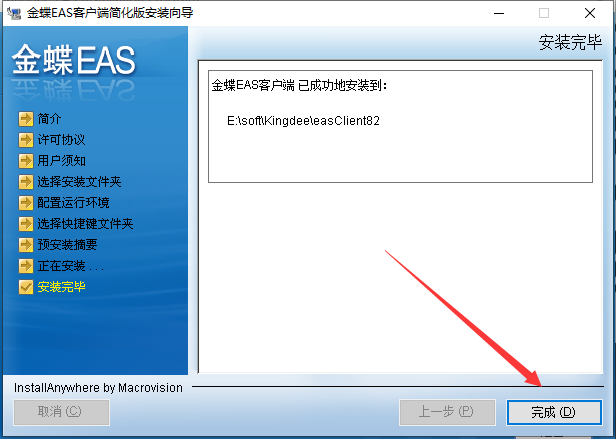 金蝶EAS客户端简化版安装向导
安装完毕
金蝶EAS
简介
许可协议
用户须知
选择安装文件夹
配置运行环境
选择快捷键文件夹
预安装摘要
正在安装 . . .
安装完毕
金蝶EAS客户端 已成功地安装到：
E:\soft\Kingdee\easClient82
InstallAnywhere by Macrovision
取消 (C)
上一步 (P)
完成 (D)